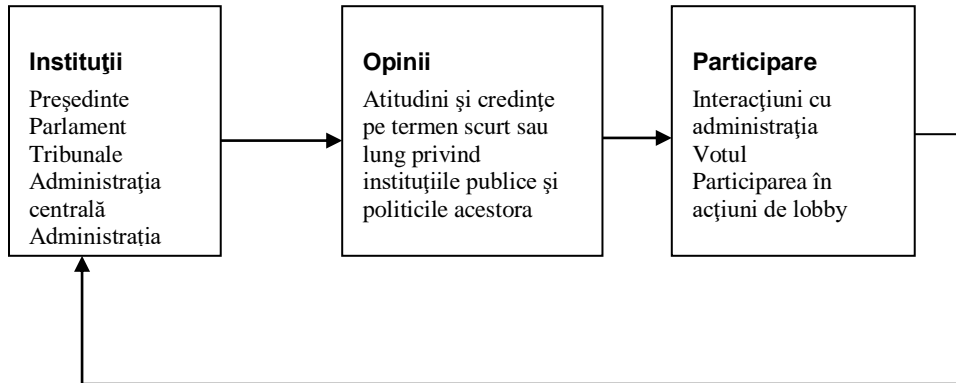 Instituţii
Preşedinte
Parlament
Tribunale
Administraţia
centrală
Administraţia
Opinii
Atitudini şi credinţe
pe termen scurt sau
lung privind
instituţiile publice şi
politicile acestora
Participare
Interacţiuni cu
administraţia
Votul
Participarea în
acţiuni de lobby